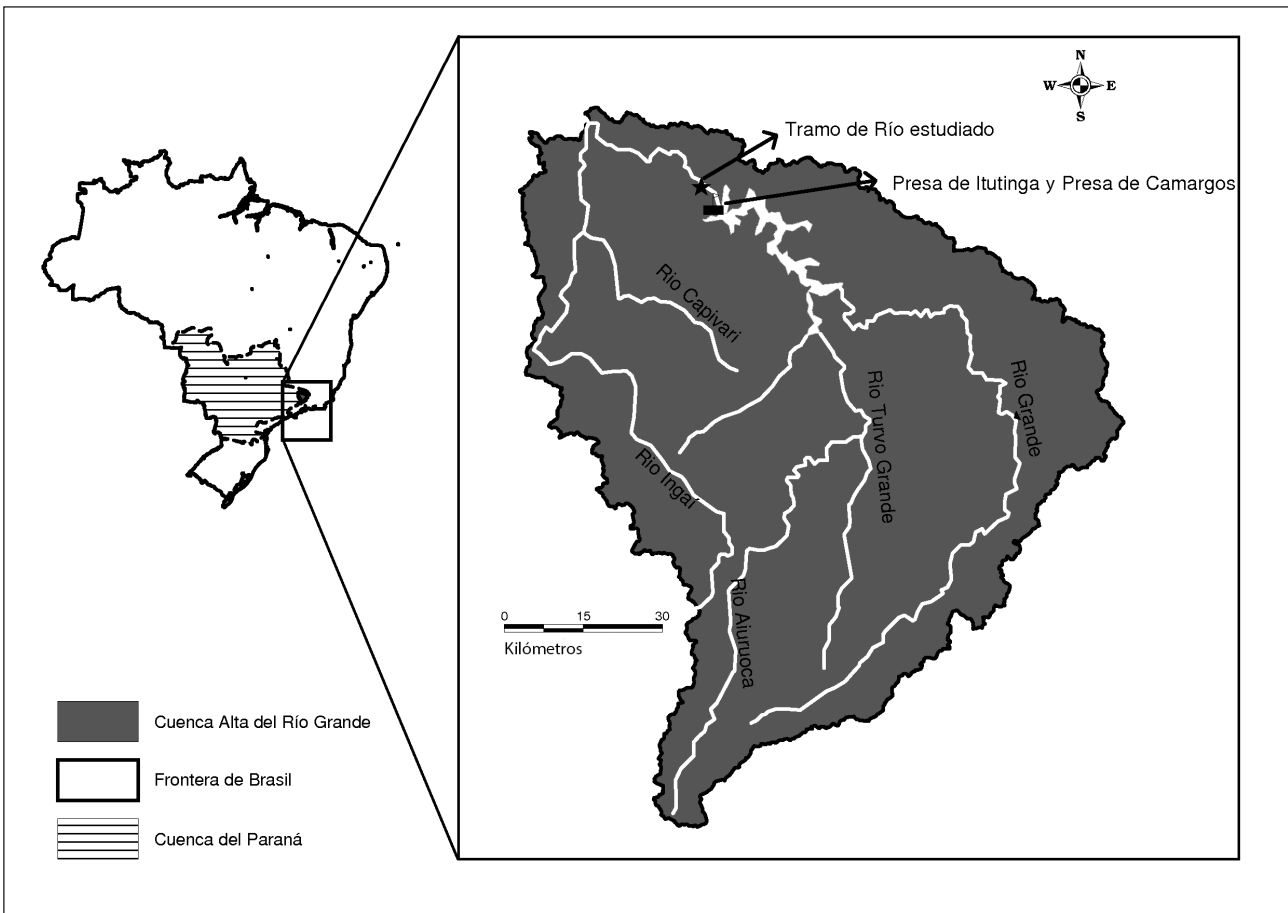 N
W E
S
Tramo de Río estudiado
Presa de Itutinga y Presa de Camargos
Rio Capivari
Rio Grande
Rio Turvo Grande
Rio Ingaí
Rio Aiuruoca
0 15 30
Kilómetros
Cuenca Alta del Río Grande
Frontera de Brasil
Cuenca del Paraná